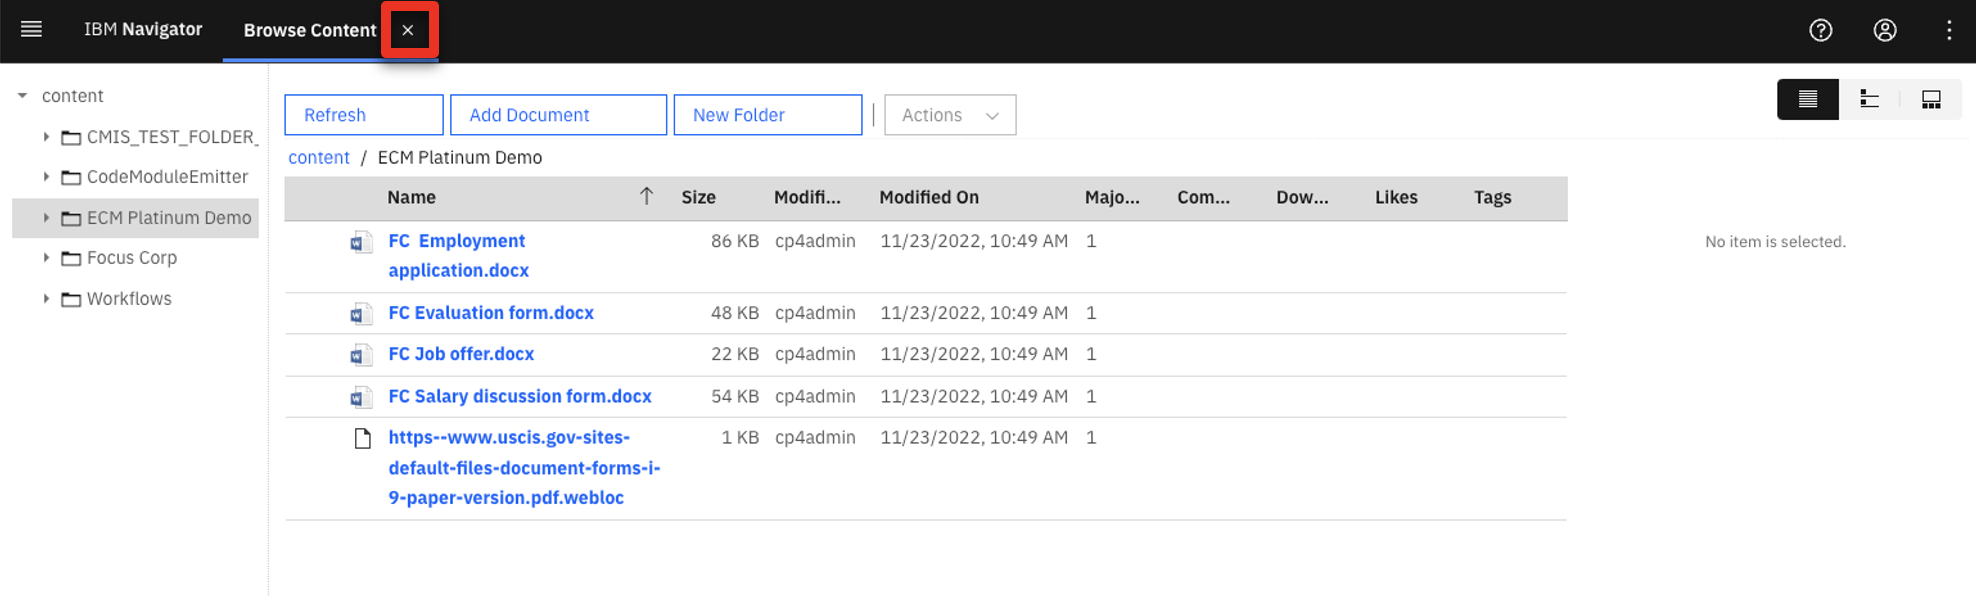 IBM Navigator
Browse Content
content
CMIS_TEST_FOLDER_
CodeModuleEmitter
ECM Platinum Demo
Focus Corp
Workflows
Refresh
Add Document
New Folder
Actions
content / ECM Platinum Demo
Name Size Modifi... Modified On Majo... Com... Dow... Likes Tags
FC Employment 86 KB cp4admin 11/23/2022, 10:49 AM 1
application.docx
FC Evaluation form.docx 48 KB cp4admin 11/23/2022, 10:49 AM 1
FC Job offer.docx 22 KB cp4admin 11/23/2022, 10:49 AM 1
FC Salary discussion form.docx 54 KB cp4admin 11/23/2022, 10:49 AM 1
https--www.uscis.gov-sites- 1 KB cp4admin 11/23/2022, 10:49 AM 1
default-files-document-forms-i-
9-paper-version.pdf.webloc
No item is selected.